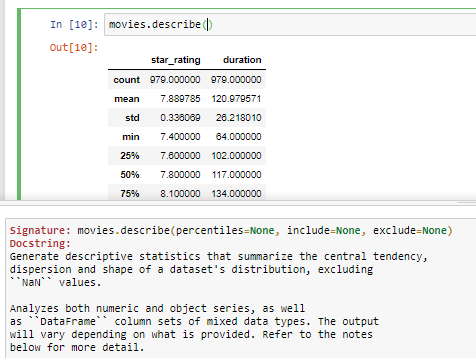 In [10]: movies.describe()
Out[10]:
star_rating duration
count 979.000000 979.000000
mean 7.889785 120.979571
std 0.336069 26.218010
min 7.400000 64.000000
25% 7.600000 102.000000
50% 7.800000 117.000000
75% 8.100000 134.000000
Signature: movies.describe(percentiles=None, include=None, exclude=None)
Docstring:
Generate descriptive statistics that summarize the central tendency,
dispersion and shape of a dataset's distribution, excluding
``NaN`` values.
Analyzes both numeric and object series, as well
as ``DataFrame`` column sets of mixed data types. The output
will vary depending on what is provided. Refer to the notes
below for more detail.